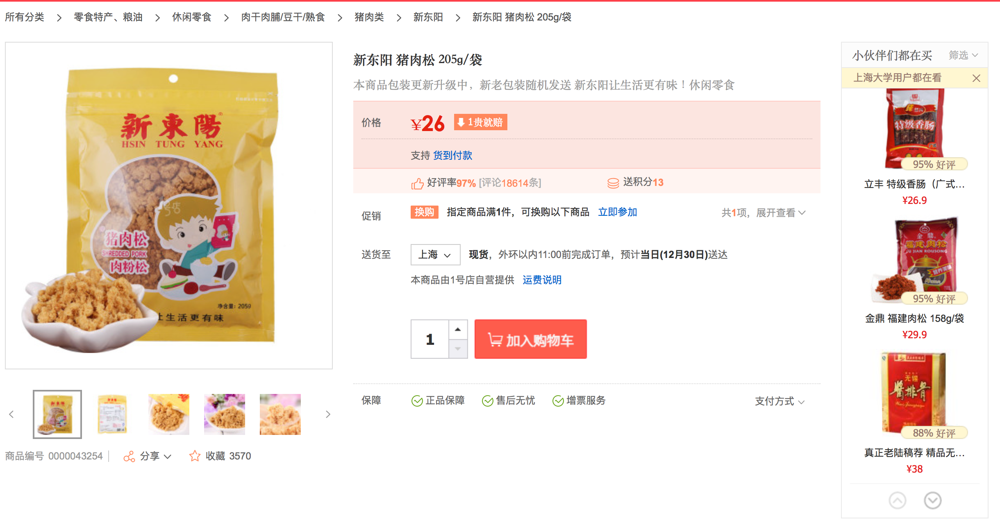 所有分类 > 零食特产、粮油 > 休闲零食 > 肉干肉脯/豆干/熟食 > 猪肉类 > 新东阳 > 新东阳 猪肉松 205g/袋
新東陽®
HSIN TUNG YANG
号店
猪肉松
SHREDDED PORK
肉粉松
净含量: 205g
让生活更有味
商品编号 0000043254
分享
收藏 3570
新东阳 猪肉松 205g/袋
本商品包装更新升级中，新老包装随机发送 新东阳让生活更有味！休闲零食
价格 ¥26 1贵就赔
支持 货到付款
好评率97% [评论18614条] 送积分13
促销 换购 指定商品满1件，可换购以下商品 立即参加 共1项，展开查看
送货至 上海 现货，外环以内11:00前完成订单，预计当日(12月30日)送达
本商品由1号店自营提供 运费说明
1 加入购物车
保障 正品保障 售后无忧 增票服务 支付方式
小伙伴们都在买 筛选
上海大学用户都在看
特级香肠
95% 好评
立丰 特级香肠（广式...
¥26.9
金鼎
福建肉松
FU JIAN ROUSONG
95% 好评
金鼎 福建肉松 158g/袋
¥29.9
无锡
酱排骨
88% 好评
真正老陆稿荐 精品无...
¥38